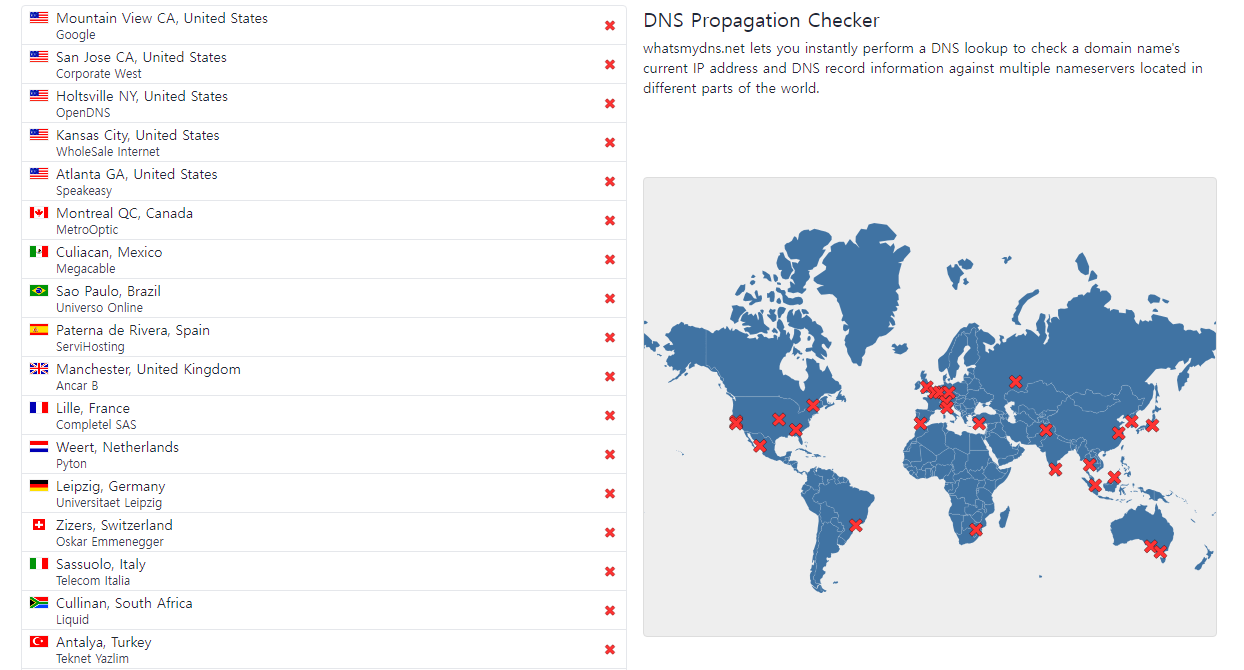 Mountain View CA, United States
Google
San Jose CA, United States
Corporate West
Holtsville NY, United States
OpenDNS
Kansas City, United States
WholeSale Internet
Atlanta GA, United States
Speakeasy
Montreal QC, Canada
MetroOptic
Culiacan, Mexico
Megacable
Sao Paulo, Brazil
Universo Online
Paterna de Rivera, Spain
ServiHosting
Manchester, United Kingdom
Ancar B
Lille, France
Completel SAS
Weert, Netherlands
Pyton
Leipzig, Germany
Universitaet Leipzig
Zizers, Switzerland
Oskar Emmenegger
Sassuolo, Italy
Telecom Italia
Cullinan, South Africa
Liquid
Antalya, Turkey
Teknet Yazlim
DNS Propagation Checker
whatsmydns.net lets you instantly perform a DNS lookup to check a domain name's
current IP address and DNS record information against multiple nameservers located in
different parts of the world.